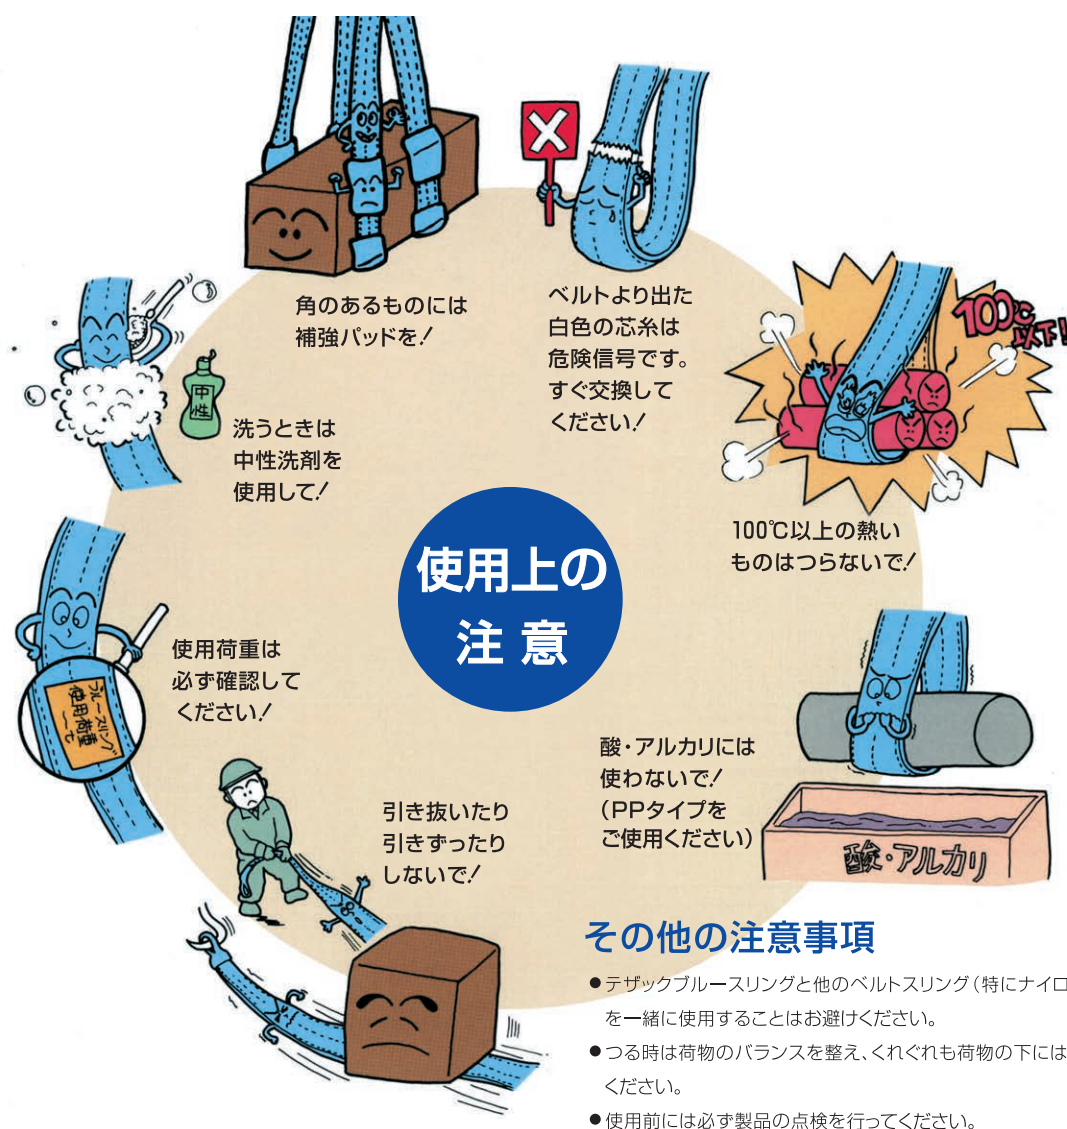 角のあるものには
補強パッドを!
ベルトより出た
白色の芯糸は
危険信号です。
すぐ交換して
ください!
100℃
以下!
中性
洗うときは
中性洗剤を
使用して!
100℃以上の熱い
ものはつらないで!
使用上の
注意
使用荷重は
必ず確認して
ください!
ブルースリング
使用荷重
〜t
酸・アルカリには
使わないで!
(PPタイプを
ご使用ください)
酸・アルカリ
引き抜いたり
引きずったり
しないで!
その他の注意事項
●テザックブルースリングと他のベルトスリング(特にナイロ
を一緒に使用することはお避けください。
●つる時は荷物のバランスを整え、くれぐれも荷物の下には
ください。
●使用前には必ず製品の点検を行ってください。